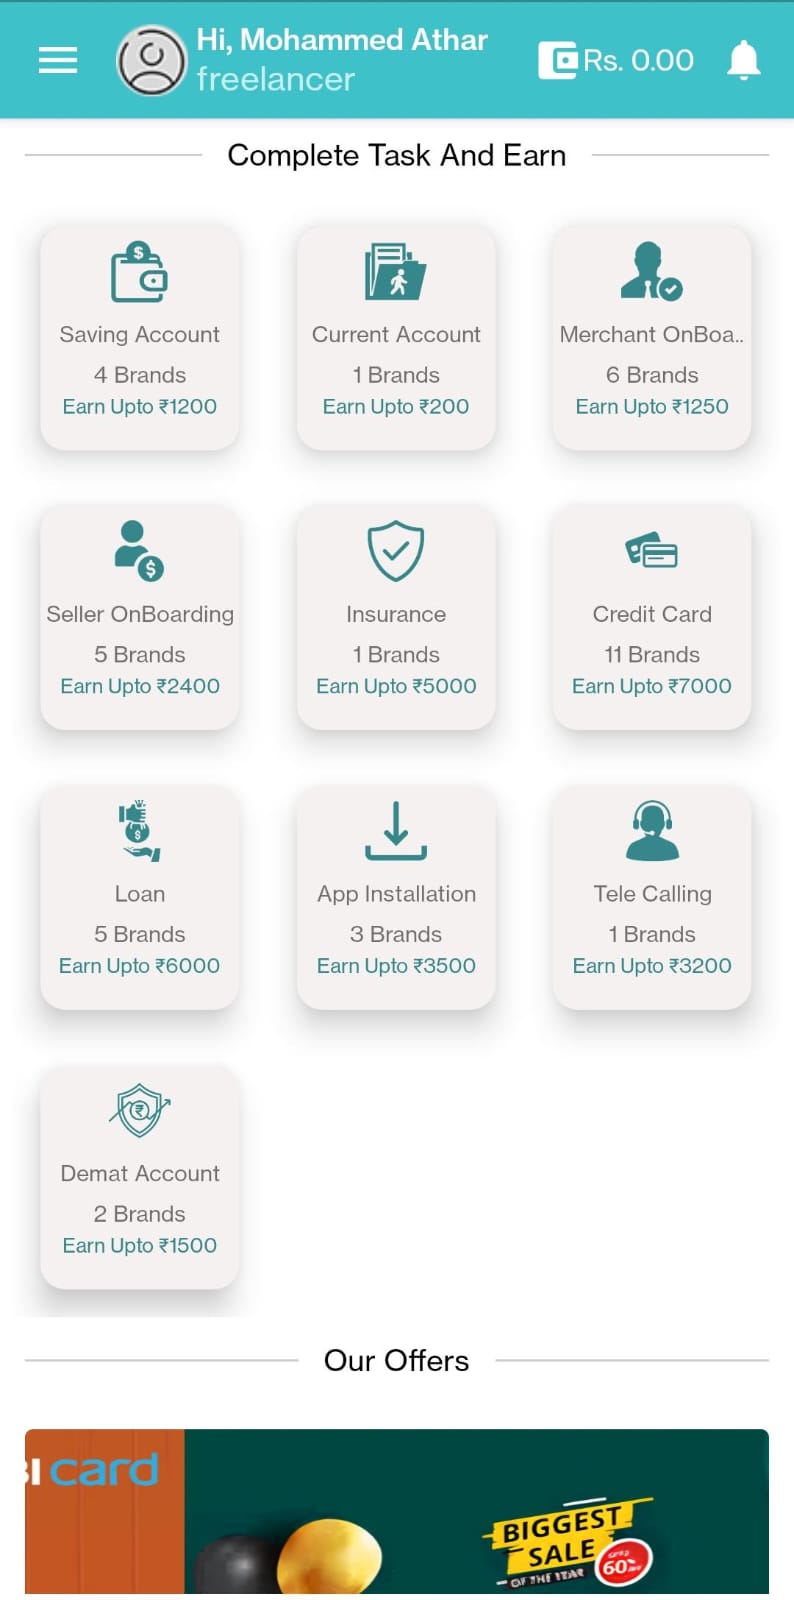 Hi, Mohammed Athar
freelancer
Rs. 0.00
Complete Task And Earn
Saving Account
4 Brands
Earn Upto ₹1200
Current Account
1 Brands
Earn Upto ₹200
Merchant OnBoa..
6 Brands
Earn Upto ₹1250
Seller OnBoarding
5 Brands
Earn Upto ₹2400
Insurance
1 Brands
Earn Upto ₹5000
Credit Card
11 Brands
Earn Upto ₹7000
Loan
5 Brands
Earn Upto ₹6000
App Installation
3 Brands
Earn Upto ₹3500
Tele Calling
1 Brands
Earn Upto ₹3200
Demat Account
2 Brands
Earn Upto ₹1500
Our Offers
card
BIGGEST
SALE
OF THE YEAR
60